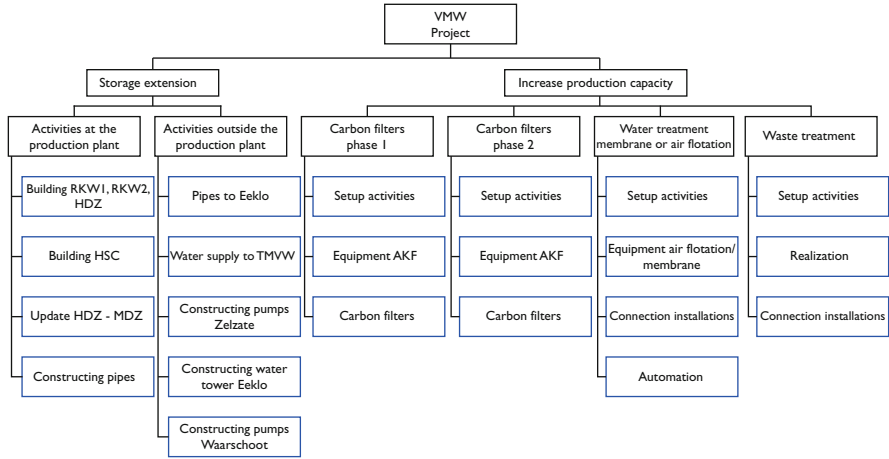 VMW
Project
Storage extension
Increase production capacity
Activities at the
production plant
Activities outside the
production plant
Carbon filters
phase 1
Carbon filters
phase 2
Water treatment
membrane or air flotation
Waste treatment
Building RKW1, RKW2,
HDZ
Pipes to Eeklo
Setup activities
Setup activities
Setup activities
Setup activities
Building HSC
Water supply to TMVW
Equipment AKF
Equipment AKF
Equipment air flotation/
membrane
Realization
Update HDZ - MDZ
Constructing pumps
Zelzate
Carbon filters
Carbon filters
Connection installations
Connection installations
Constructing pipes
Constructing water
tower Eeklo
Automation
Constructing pumps
Waarschoot